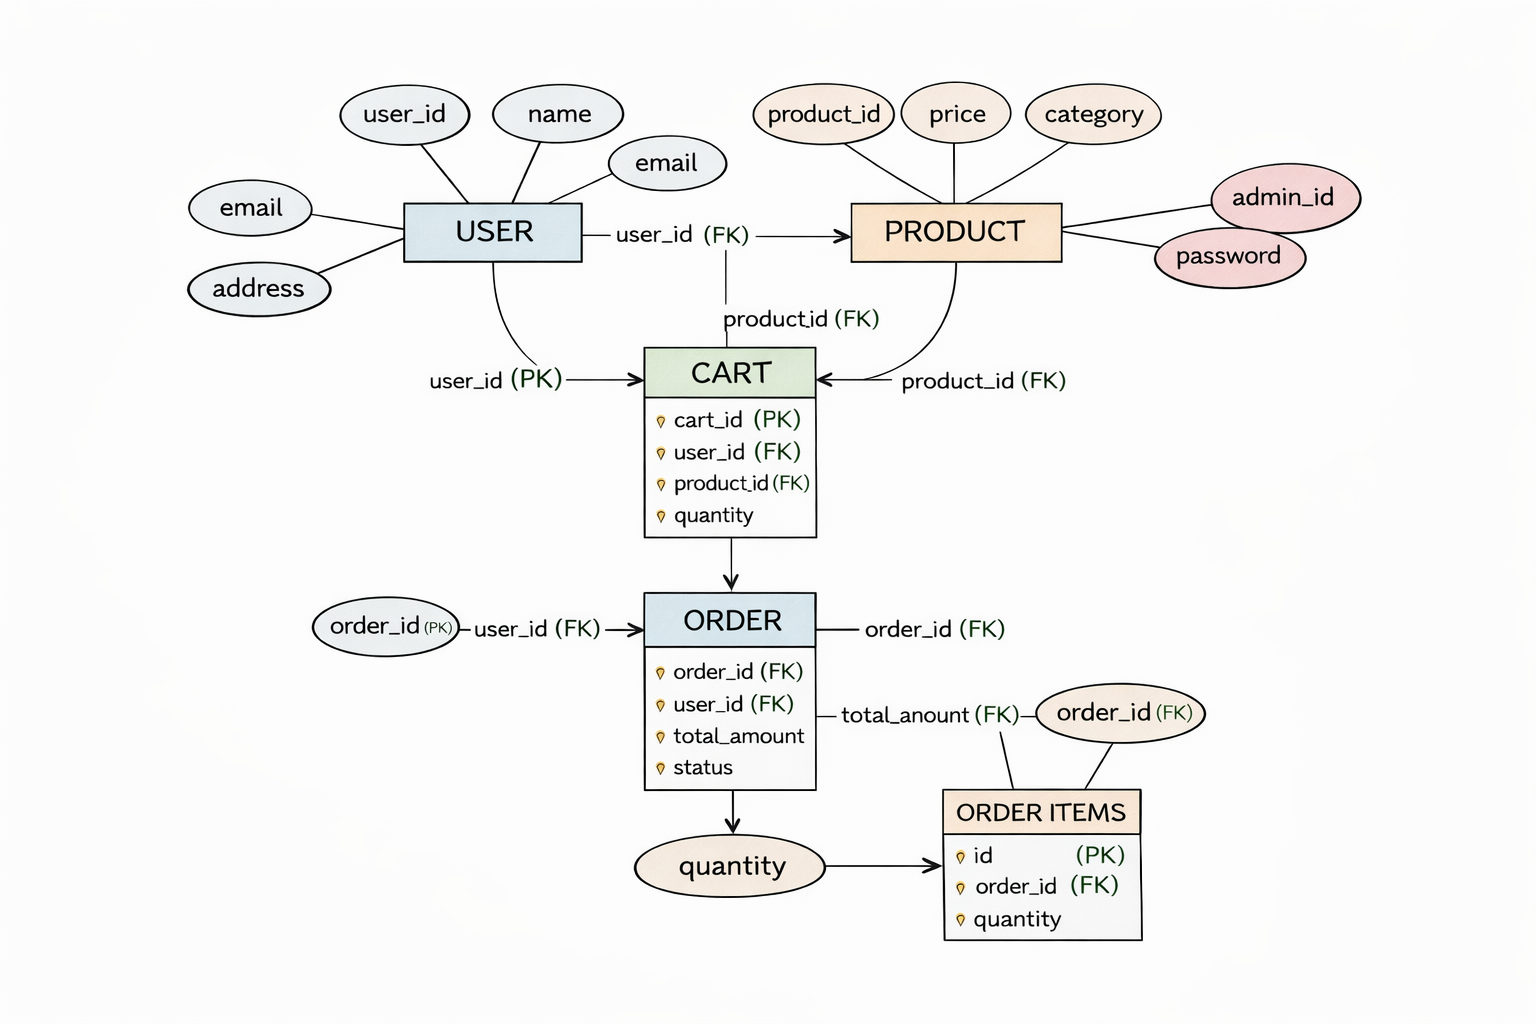 user_id
name
product_id
price
category
email
admin_id
email
USER
user_id (FK)
PRODUCT
password
address
product_id (FK)
user_id (PK)
CART
product_id (FK)
cart_id (PK)
user_id (FK)
product_id (FK)
quantity
order_id (PK)
user_id (FK)
ORDER
order_id (FK)
order_id (FK)
user_id (FK)
total_amount
status
total_anount (FK)
order_id (FK)
ORDER ITEMS
quantity
id (PK)
order_id (FK)
quantity